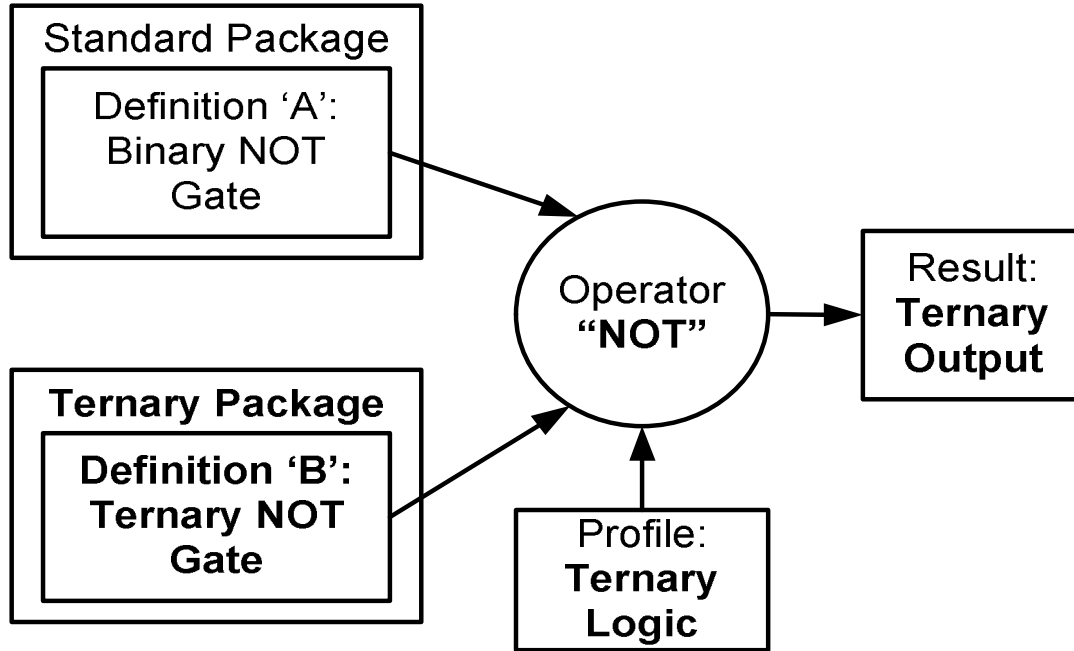 Standard Package
Definition ‘A’:
Binary NOT
Gate
Ternary Package
Definition ‘B’:
Ternary NOT
Gate
Operator
“NOT”
Profile:
Ternary
Logic
Result:
Ternary
Output